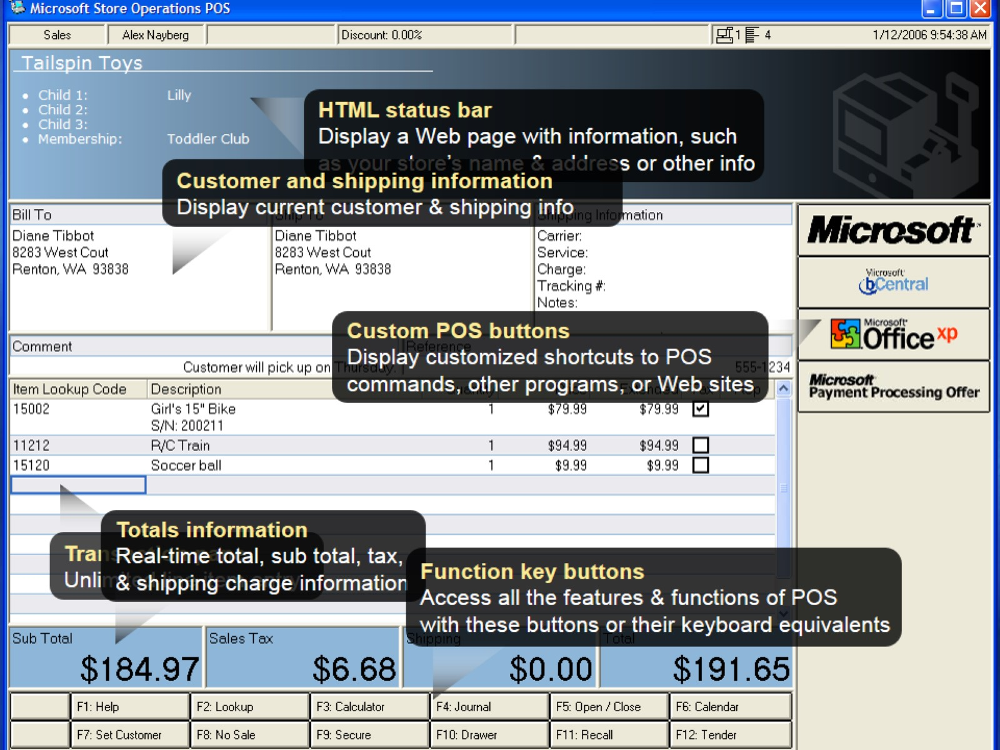 Microsoft Store Operations POS
Sales
Alex Nayberg
Discount: 0.00%
1
4
1/12/2006 9:54:38 AM
Tailspin Toys
• Child 1: Lilly
• Child 2:
• Child 3:
• Membership: Toddler Club
HTML status bar
Display a Web page with information, such
as your store's name & address or other info
Customer and shipping information
Display current customer & shipping info
Bill To
Diane Tibbot
8283 West Cout
Renton, WA 93838
Ship To
Diane Tibbot
8283 West Cout
Renton, WA 93838
Shipping Information
Carrier:
Service:
Charge:
Tracking #:
Notes:
Microsoft
Microsoft
bCentral
Microsoft
Office xp
Microsoft
Payment Processing Offer
Custom POS buttons
Display customized shortcuts to POS
commands, other programs, or Web sites
Comment
Customer will pick up on Thursday.
Reference
555-1234
Item Lookup Code Description Quantity Extended Tax
15002 Girl's 15" Bike 1 $79.99 $79.99
S/N: 200211
11212 R/C Train 1 $94.99 $94.99
15120 Soccer ball 1 $9.99 $9.99
Totals information
Real-time total, sub total, tax,
& shipping charge information
Transaction pane
Unlimited line item entry
Function key buttons
Access all the features & functions of POS
with these buttons or their keyboard equivalents
Sub Total
$184.97
Sales Tax
$6.68
Shipping
$0.00
Total
$191.65
F1: Help
F2: Lookup
F3: Calculator
F4: Journal
F5: Open / Close
F6: Calendar
F7: Set Customer
F8: No Sale
F9: Secure
F10: Drawer
F11: Recall
F12: Tender